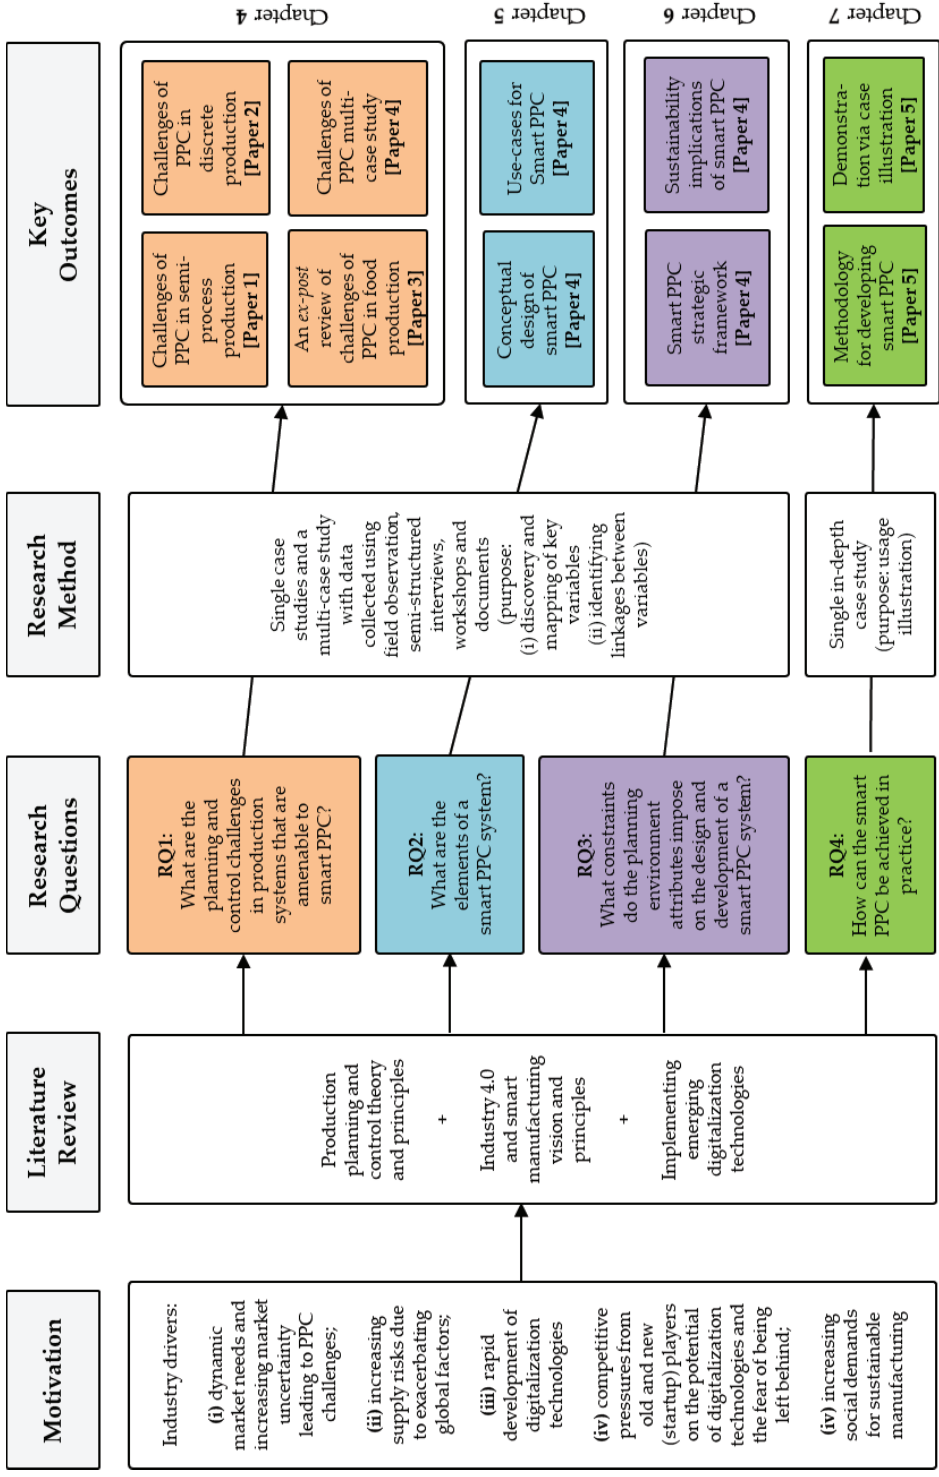 Motivation
Industry drivers:
(i) dynamic
market needs and
increasing market
uncertainty
leading to PPC
challenges;
(ii) increasing
supply risks due
to exacerbating
global factors;
(iii) rapid
development of
digitalization
technologies
(iv) competitive
pressures from
old and new
(startup) players
on the potential
of digitalization
technologies and
the fear of being
left behind;
(iv) increasing
social demands
for sustainable
manufacturing
Literature
Review
Production
planning and
control theory
and principles
+
Industry 4.0
and smart
manufacturing
vision and
principles
+
Implementing
emerging
digitalization
technologies
Research
Questions
RQ1:
What are the
planning and
control challenges
in production
systems that are
amenable to
smart PPC?
RQ2:
What are the
elements of a
smart PPC system?
RQ3:
What constraints
do the planning
environment
attributes impose
on the design and
development of a
smart PPC system?
RQ4:
How can the smart
PPC be achieved in
practice?
Research
Method
Single case
studies and a
multi-case study
with data
collected using
field observation,
semi-structured
interviews,
workshops and
documents
(purpose:
(i) discovery and
mapping of key
variables
(ii) identifying
linkages between
variables)
Single in-depth
case study
(purpose: usage
illustration)
Key
Outcomes
Challenges of
PPC in semi-
process
production
[Paper 1]
Challenges of
PPC in
discrete
production
[Paper 2]
An ex-post
review of
challenges of
PPC in food
production
[Paper 3]
Challenges of
PPC multi-
case study
[Paper 4]
Chapter 4
Conceptual
design of
smart PPC
[Paper 4]
Use-cases for
Smart PPC
[Paper 4]
Chapter 5
Smart PPC
strategic
framework
[Paper 4]
Sustainability
implications
of smart PPC
[Paper 4]
Chapter 6
Methodology
for developing
smart PPC
[Paper 5]
Demonstra-
tion via case
illustration
[Paper 5]
Chapter 7